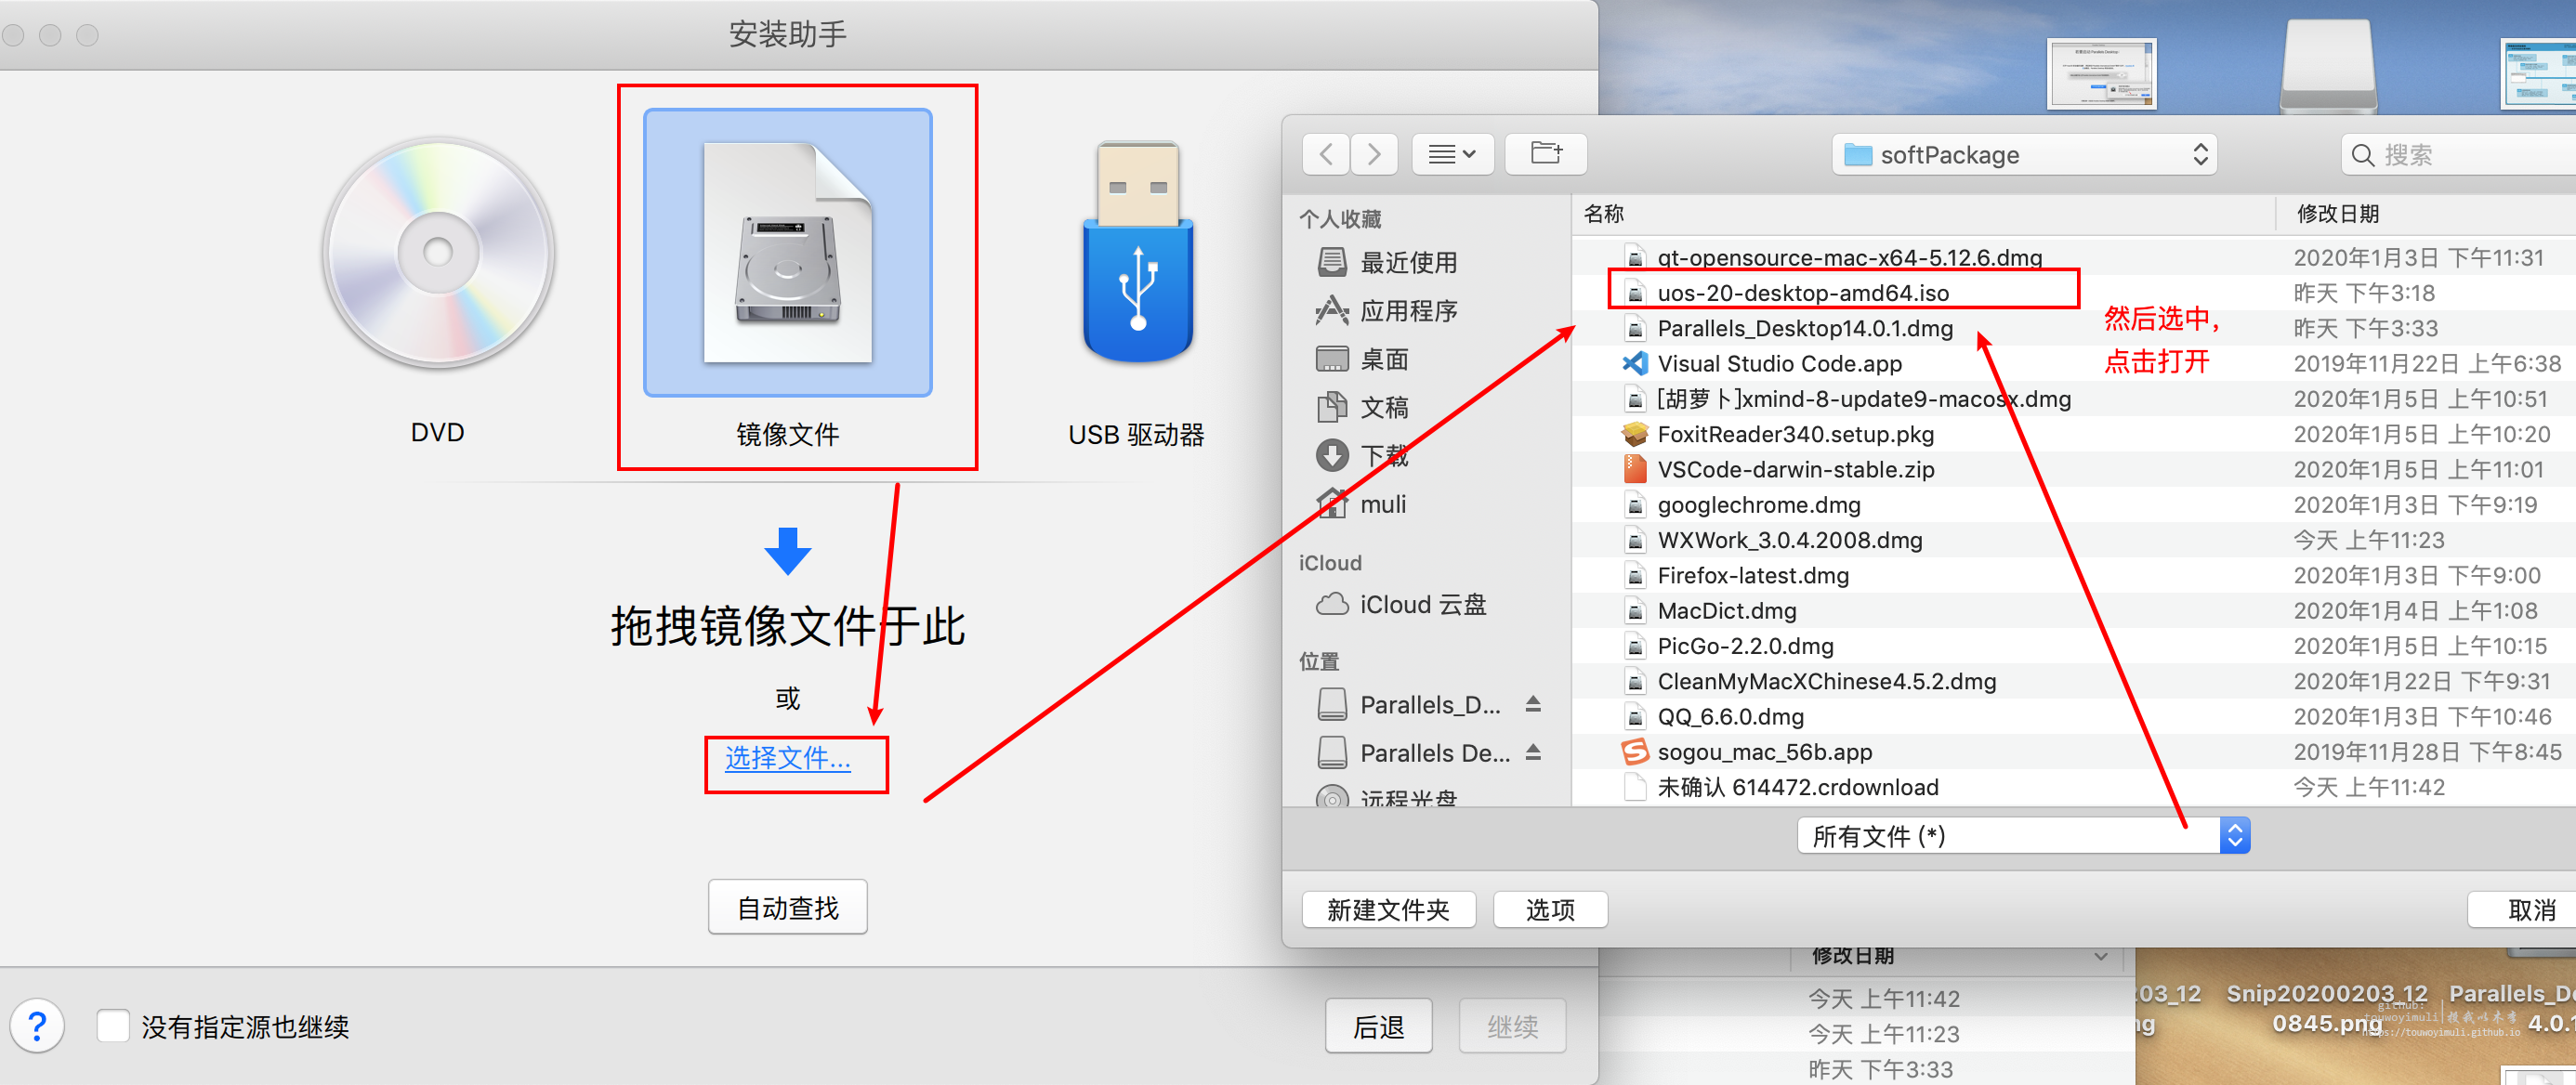 安装助手
DVD
镜像文件
USB 驱动器
拖拽镜像文件于此
或
选择文件...
自动查找
没有指定源也继续
后退
继续
softPackage
搜索
个人收藏
最近使用
应用程序
桌面
文稿
下载
muli
iCloud
iCloud 云盘
位置
Parallels_D...
Parallels De...
远程光盘
名称 修改日期
qt-opensource-mac-x64-5.12.6.dmg 2020年1月3日 下午11:31
uos-20-desktop-amd64.iso 昨天 下午3:18
Parallels_Desktop14.0.1.dmg 昨天 下午3:33
Visual Studio Code.app 2019年11月22日 上午6:38
[胡萝卜]xmind-8-update9-macosx.dmg 2020年1月5日 上午10:51
FoxitReader340.setup.pkg 2020年1月5日 上午10:20
VSCode-darwin-stable.zip 2020年1月5日 上午11:01
googlechrome.dmg 2020年1月3日 下午9:19
WXWork_3.0.4.2008.dmg 今天 上午11:23
Firefox-latest.dmg 2020年1月3日 下午9:00
MacDict.dmg 2020年1月4日 上午1:08
PicGo-2.2.0.dmg 2020年1月5日 上午10:15
CleanMyMacXChinese4.5.2.dmg 2020年1月22日 下午9:31
QQ_6.6.0.dmg 2020年1月3日 下午10:46
sogou_mac_56b.app 2019年11月28日 下午8:45
未确认 614472.crdownload 今天 上午11:42
然后选中，
点击打开
所有文件 (*)
新建文件夹
选项
取消
修改日期
今天 上午11:42
今天 上午11:23
昨天 下午3:33
203_12
ng
Snip20200203_12
0845.png
Parallels_De
4.0.1
github:
touwoyimuli
投我以木李
https://touwoyimuli.github.io